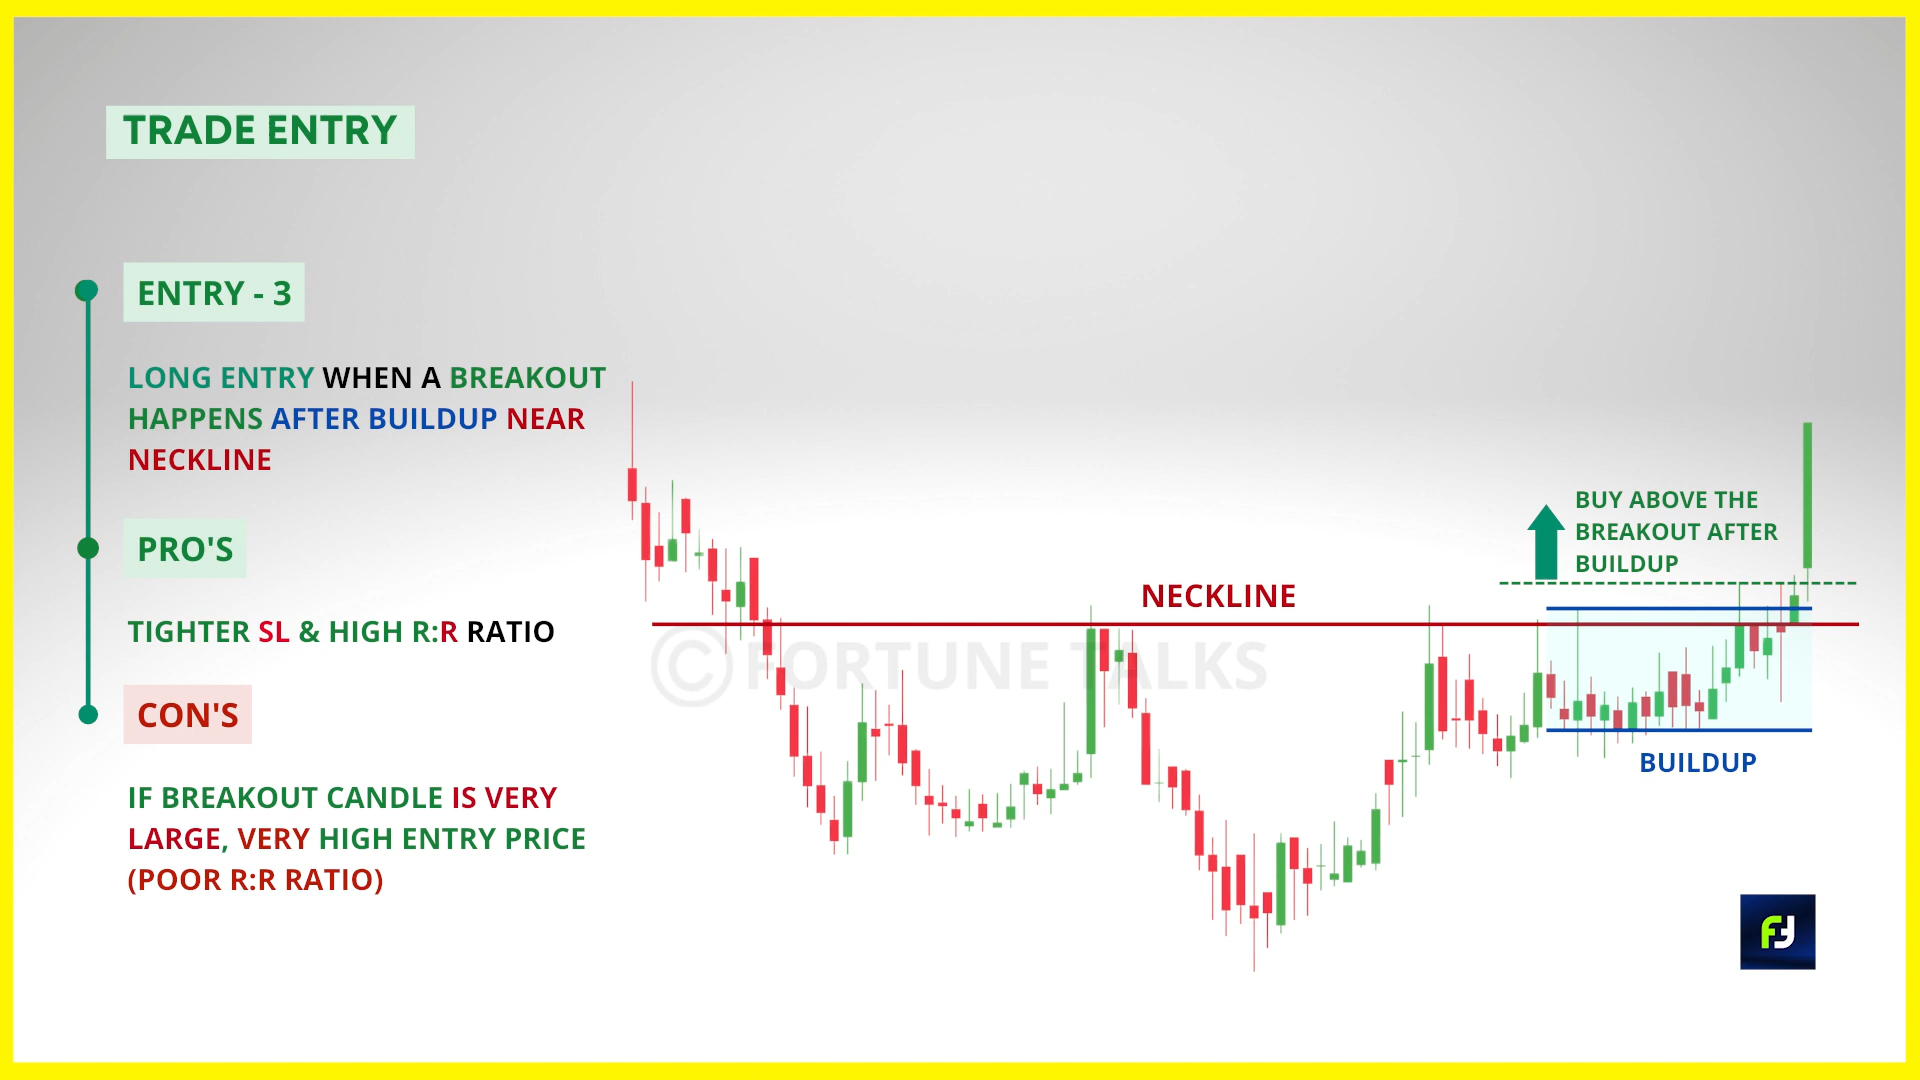 TRADE ENTRY
ENTRY - 3
LONG ENTRY WHEN A BREAKOUT
HAPPENS AFTER BUILDUP NEAR
NECKLINE
PRO'S
TIGHTER SL & HIGH R:R RATIO
CON'S
IF BREAKOUT CANDLE IS VERY
LARGE, VERY HIGH ENTRY PRICE
(POOR R:R RATIO)
BUY ABOVE THE
BREAKOUT AFTER
BUILDUP
NECKLINE
© FORTUNE TALKS
BUILDUP